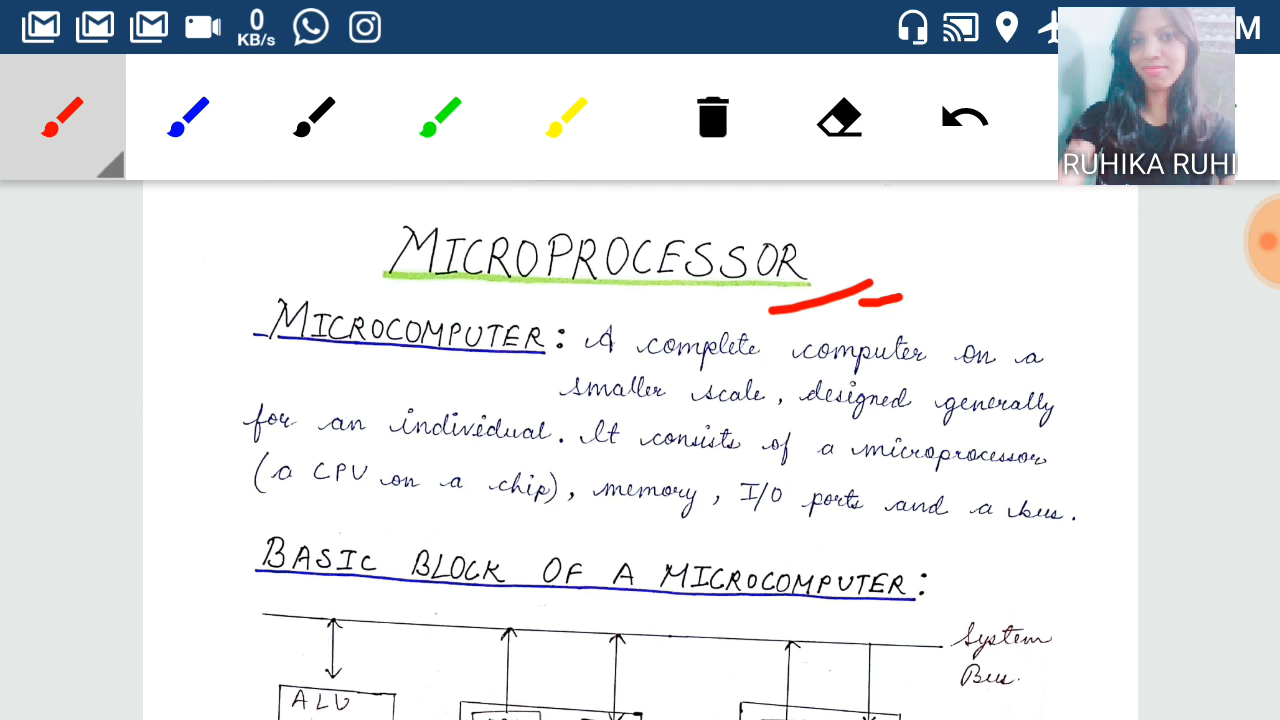 0
KB/s
M
RUHIKA RUHI
MICROPROCESSOR
MICROCOMPUTER: A complete computer on a
smaller scale, designed generally
for an individual. It consists of a microprocessor
(a CPU on a chip), memory, I/O ports and a bus.
BASIC BLOCK OF A MICROCOMPUTER:
System
Bus.
ALU